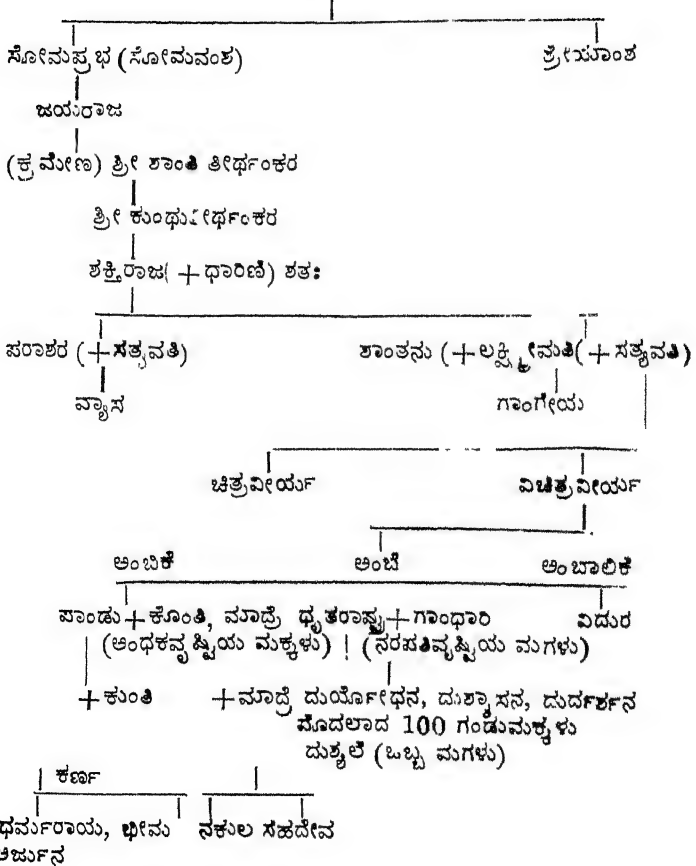 ಸೋಮಪ್ರಭ (ಸೋಮವಂಶ) ಶ್ರೇಯಾಂಶ
ಜಯರಾಜ
(ಕ್ರಮೇಣ) ಶ್ರೀ ಶಾಂತಿ ತೀರ್ಥಂಕರ
ಶ್ರೀ ಕುಂಥು ತೀರ್ಥಂಕರ
ಶಕ್ತಿರಾಜ( + ಧಾರಿಣಿ) ಶತಃ
ಪರಾಶರ (+ಸತ್ಯವತಿ) ಶಾಂತನು (+ಲಕ್ಷ್ಮೀಮತಿ(+ ಸತ್ಯವತಿ)
ವ್ಯಾಸ ಗಾಂಗೇಯ
ಚಿತ್ರವೀರ್ಯ ವಿಚಿತ್ರವೀರ್ಯ
ಅಂಬಿಕೆ ಅಂಬೆ ಅಂಬಾಲಿಕೆ
ಪಾಂಡು+ಕೊಂತಿ, ಮಾದ್ರೆ ಧೃತರಾಷ್ಟ್ರ+ಗಾಂಧಾರಿ ವಿದುರ
(ಅಂಧಕವೃಷ್ಟಿಯ ಮಕ್ಕಳು) (ನರಪತಿವೃಷ್ಟಿಯ ಮಗಳು)
+ಕುಂತಿ +ಮಾದ್ರೆ ದುರ್ಯೋಧನ, ದುಶ್ಶಾಸನ, ದುರ್ದರ್ಶನ
ಮೊದಲಾದ 100 ಗಂಡುಮಕ್ಕಳು
ದುಶ್ಯಲೆ (ಒಬ್ಬ ಮಗಳು)
ಕರ್ಣ
ಧರ್ಮರಾಯ, ಭೀಮ ನಕುಲ ಸಹದೇವ
ಅರ್ಜುನ